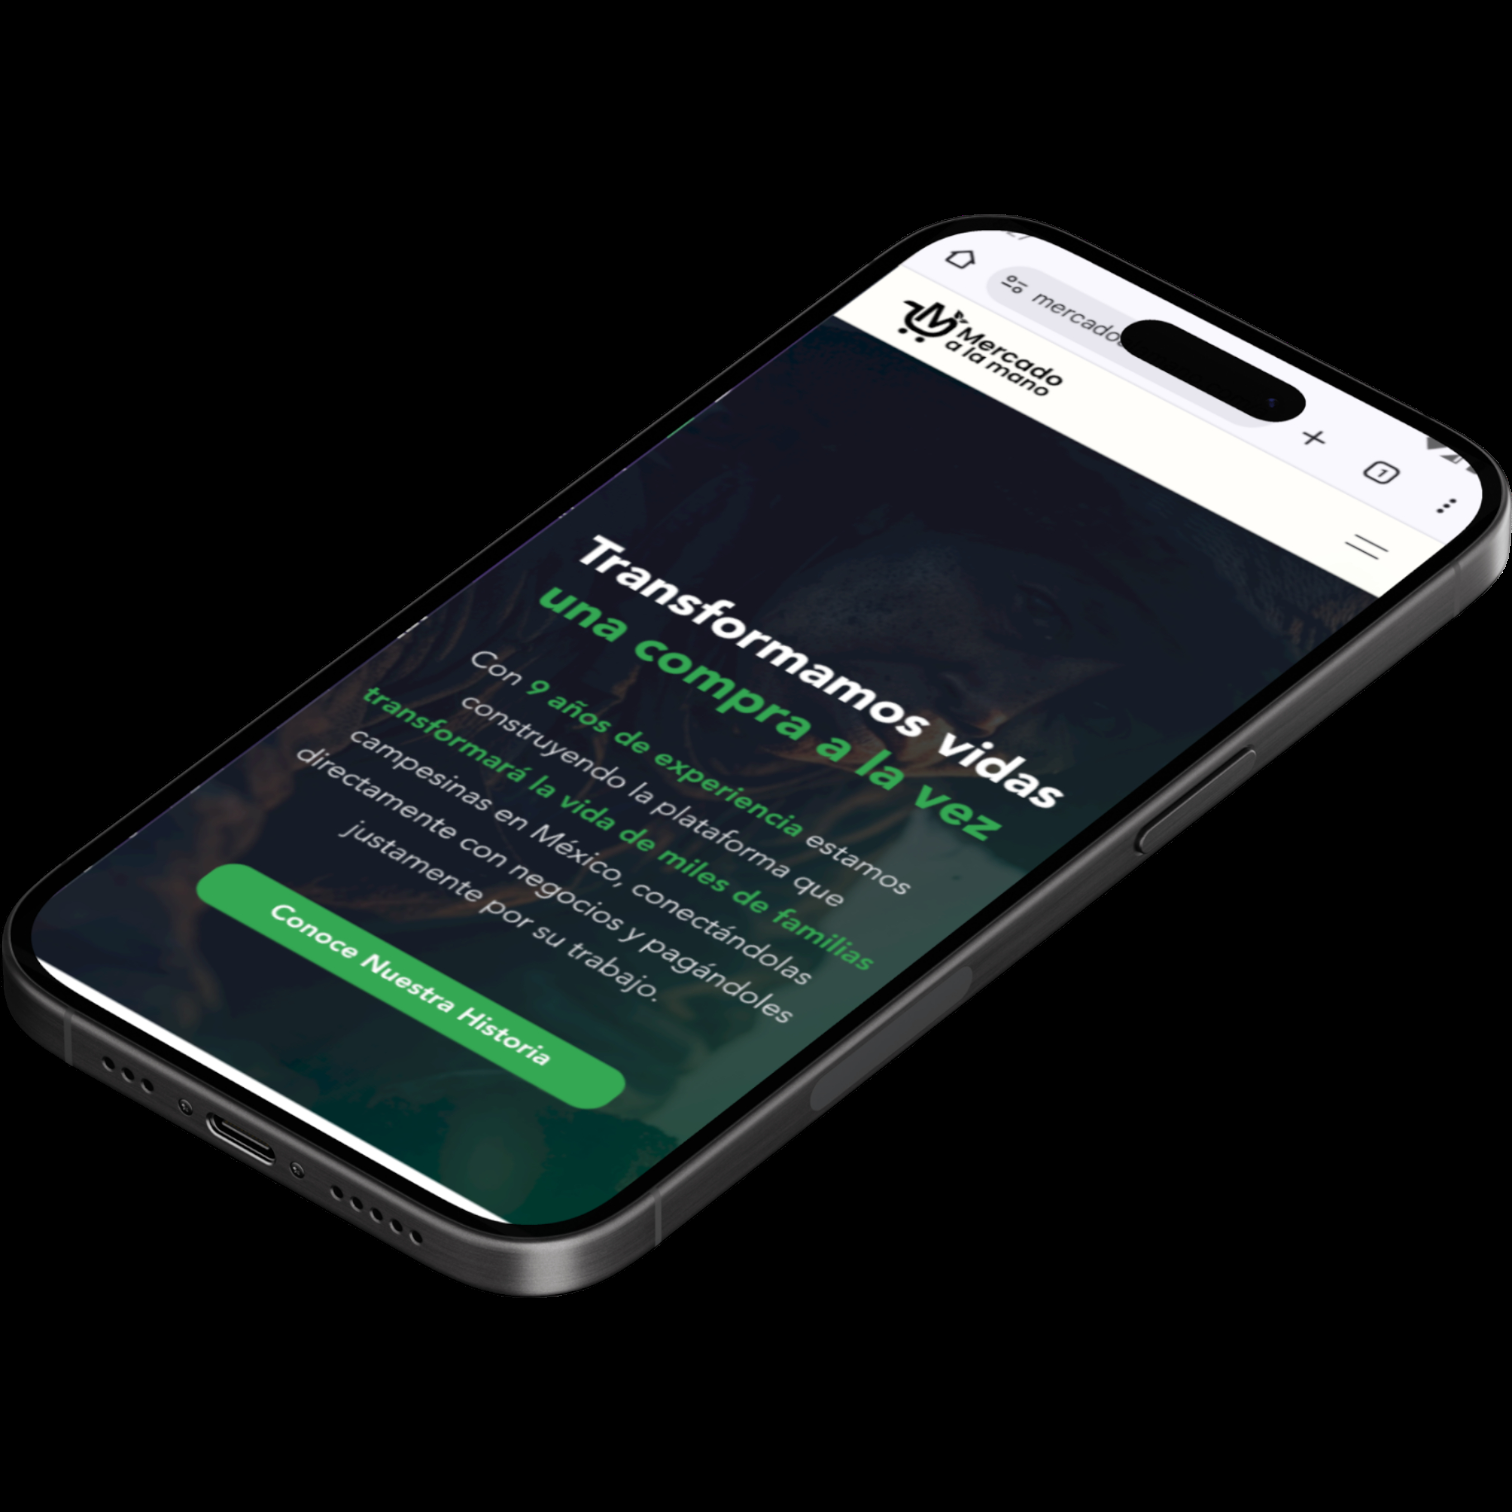 mercado
1
Mercado
a la mano
Transformamos vidas
una compra a la vez
Con 9 años de experiencia estamos
construyendo la plataforma que
transformará la vida de miles de familias
campesinas en México, conectándolas
directamente con negocios y pagándoles
justamente por su trabajo.
Conoce Nuestra Historia